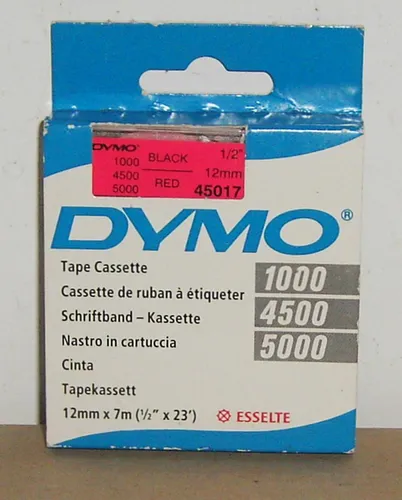 DYMO
1000
4500
5000
BLACK
RED
1/2"
12mm
45017
DYMO®
Tape Cassette
Cassette de ruban à étiqueter
Schriftband – Kassette
Nastro in cartuccia
Cinta
Tapekassett
12mm x 7m (½" x 23')
1000
4500
5000
ESSELTE